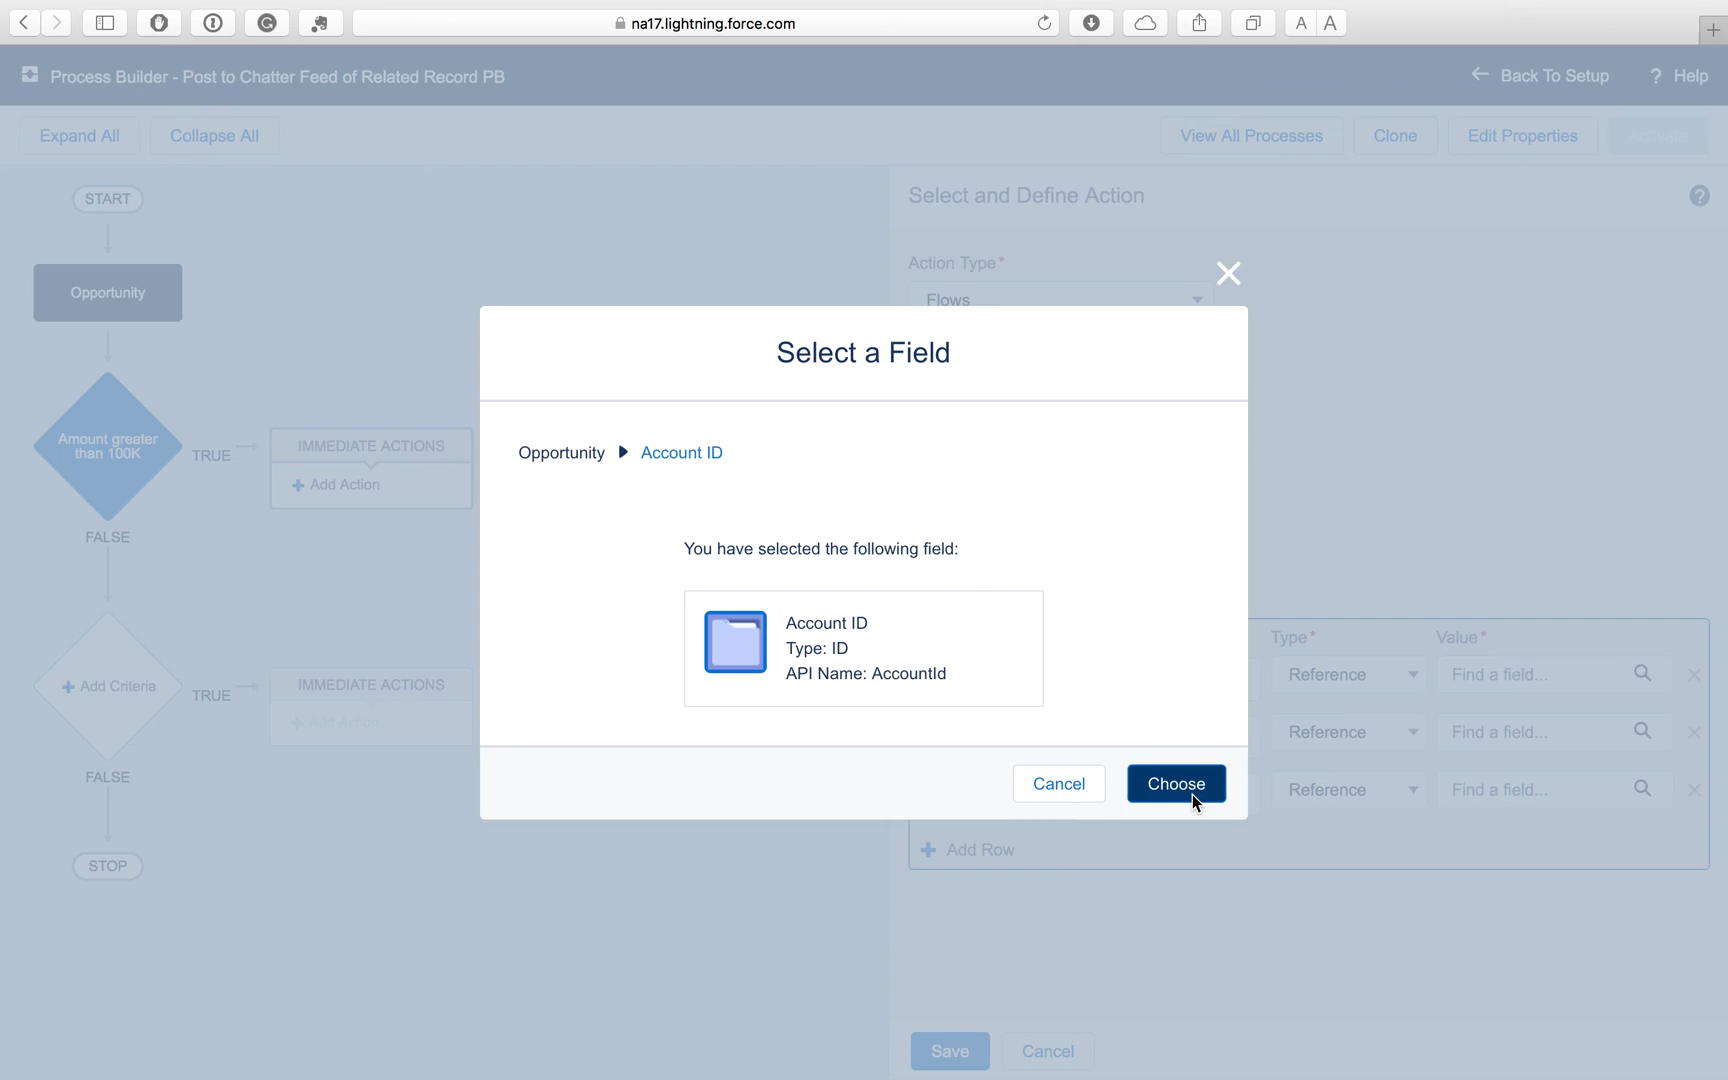 na17.lightning.force.com
A A
Process Builder - Post to Chatter Feed of Related Record PB
Back To Setup
? Help
Expand All
Collapse All
View All Processes
Clone
Edit Properties
Activate
START
Opportunity
Amount greater
than 100K
TRUE
IMMEDIATE ACTIONS
+ Add Action
FALSE
+ Add Criteria
TRUE
IMMEDIATE ACTIONS
+ Add Action
FALSE
STOP
Select and Define Action
?
Action Type*
Flows
Select a Field
Opportunity
Account ID
You have selected the following field:
Account ID
Type: ID
API Name: AccountId
Cancel
Choose
Type*
Value*
Reference
Find a field...
Reference
Find a field...
Reference
Find a field...
+ Add Row
Save
Cancel